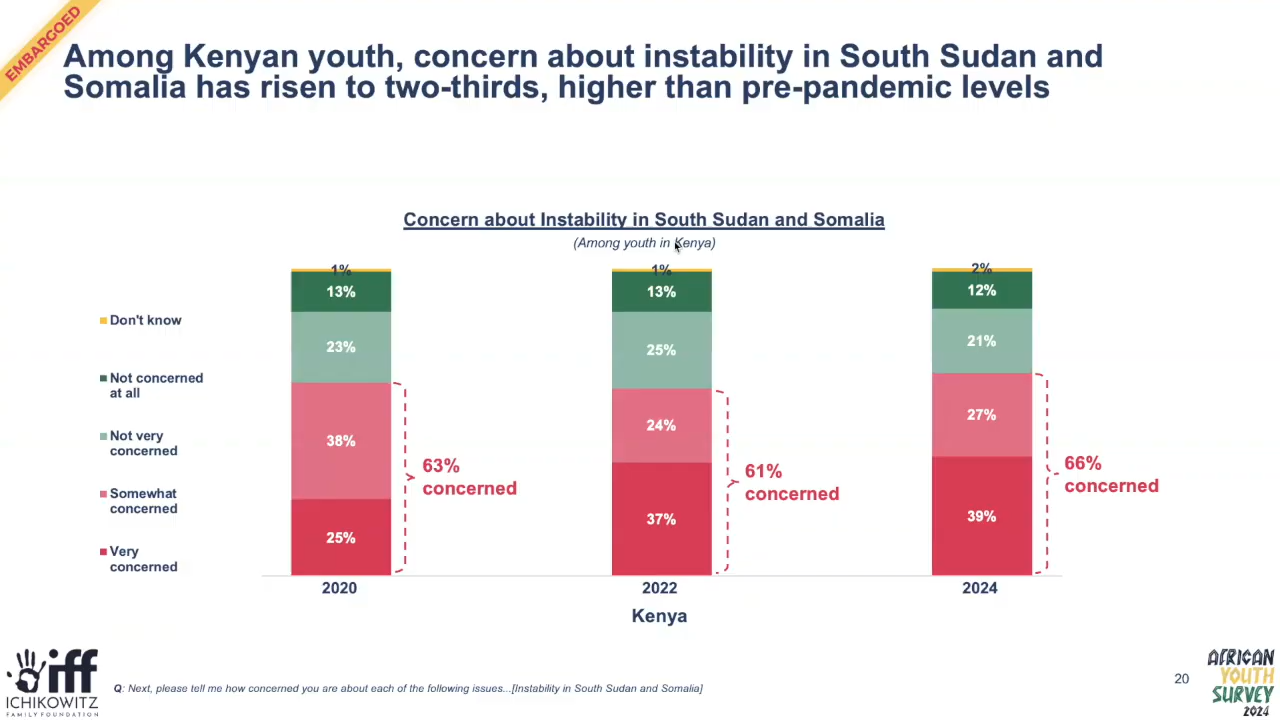 EMBARGOED
Among Kenyan youth, concern about instability in South Sudan and
Somalia has risen to two-thirds, higher than pre-pandemic levels
Concern about Instability in South Sudan and Somalia
(Among youth in Kenya)
Don't know
Not concerned
at all
Not very
concerned
Somewhat
concerned
Very
concerned
1%
13%
23%
38%
25%
63%
concerned
2020
1%
13%
25%
24%
37%
61%
concerned
2022
2%
12%
21%
27%
39%
66%
concerned
2024
Kenya
iff
ICHIKOWITZ
FAMILY FOUNDATION
Q: Next, please tell me how concerned you are about each of the following issues...[Instability in South Sudan and Somalia]
20
AFRICAN
YOUTH
SURVEY
2024